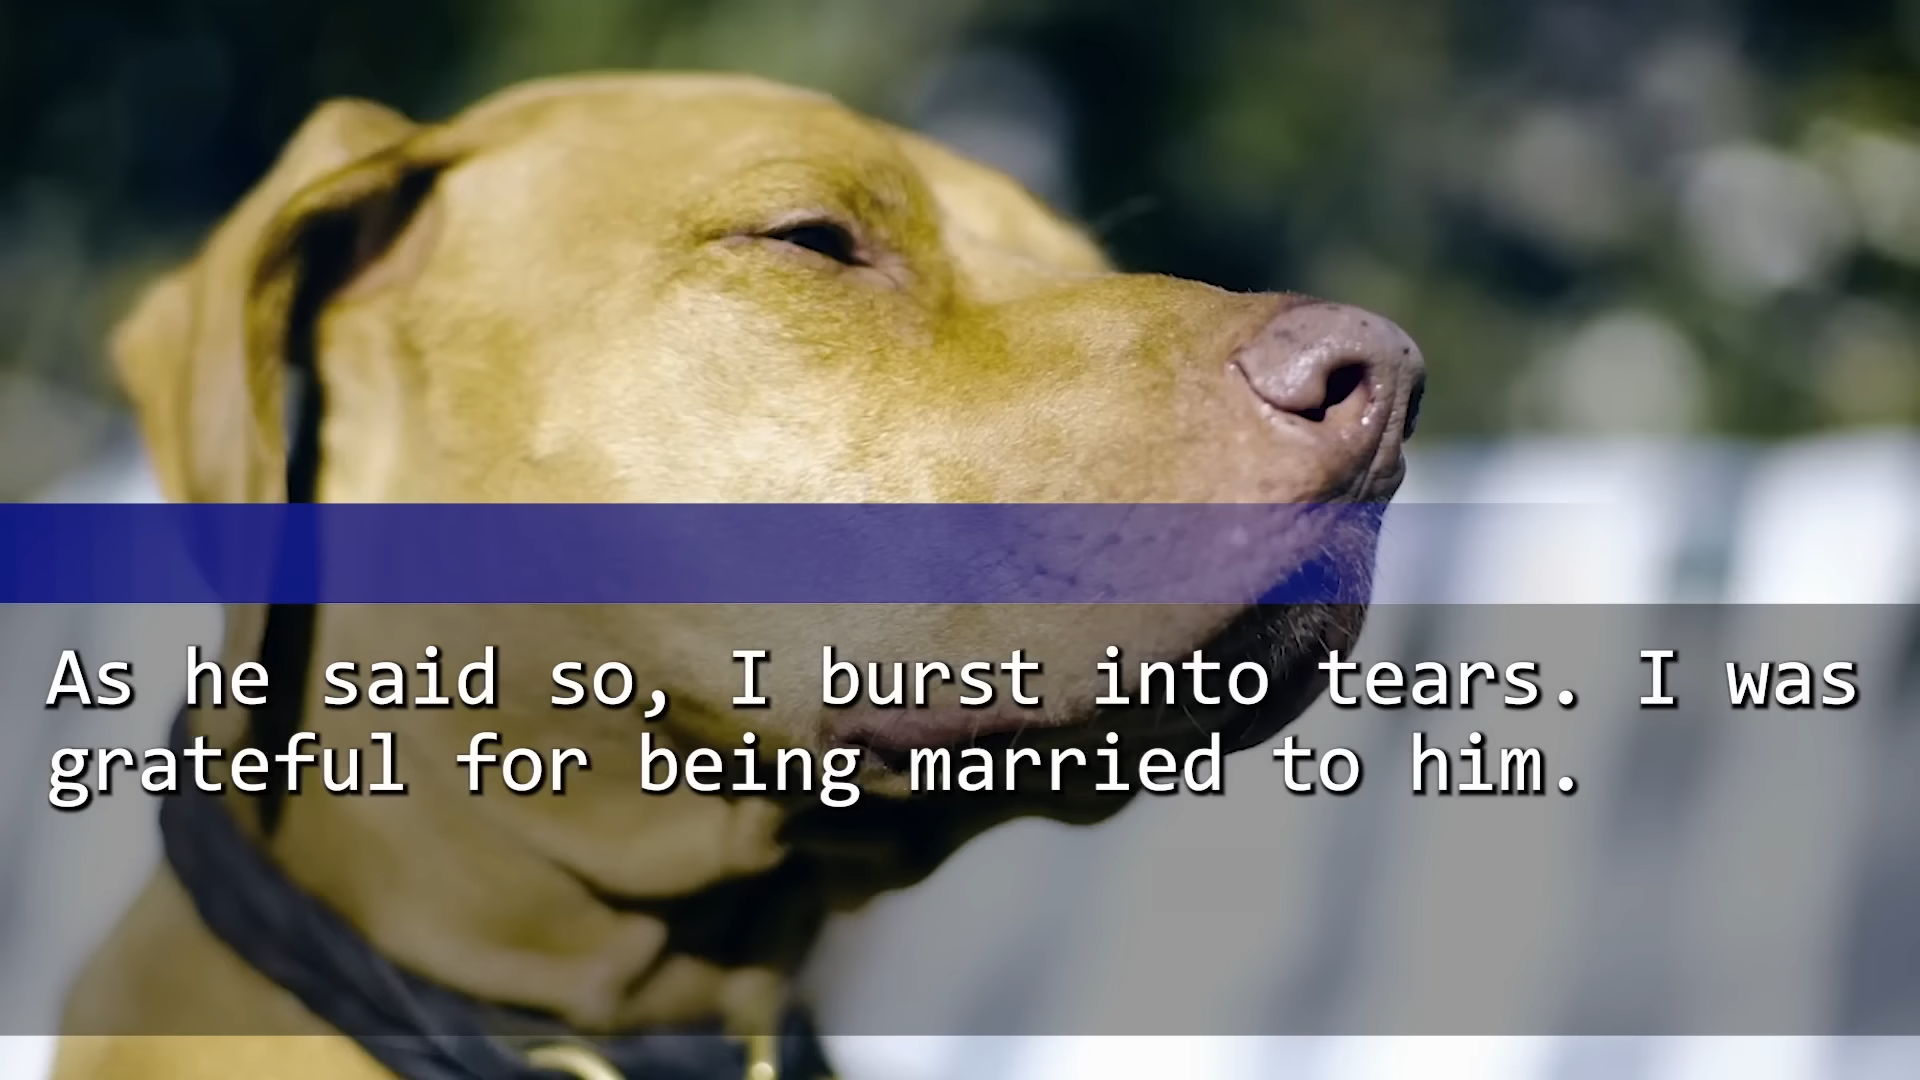 As he said so, I burst into tears. I was
grateful for being married to him.